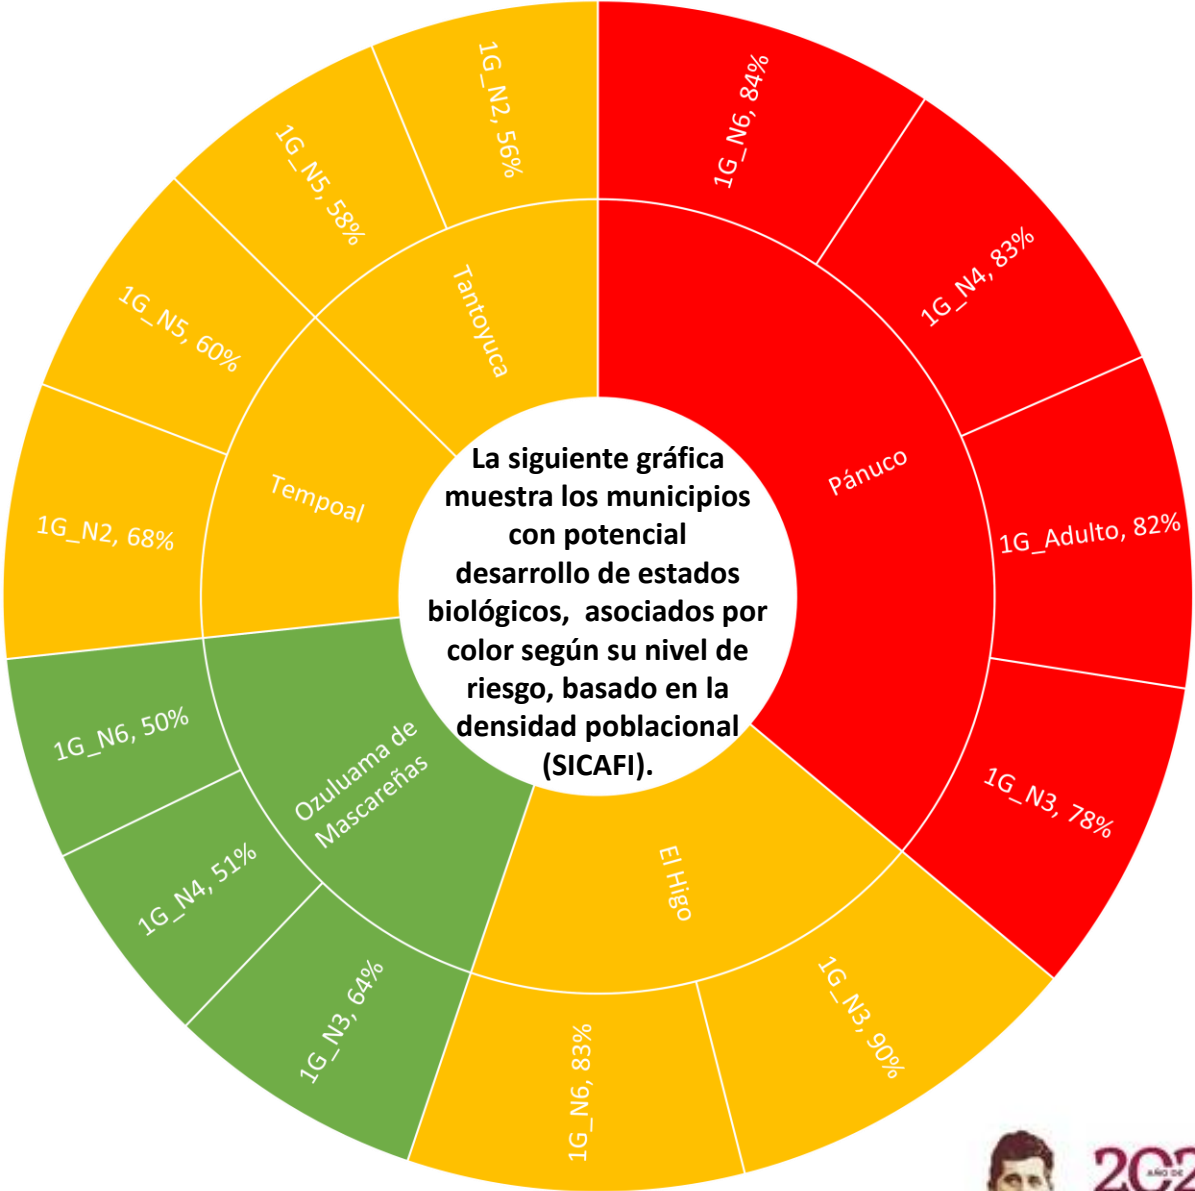 La siguiente gráfica
muestra los municipios
con potencial
desarrollo de estados
biológicos, asociados por
color según su nivel de
riesgo, basado en la
densidad poblacional
(SICAFI).
Pánuco
1G_N6, 84%
1G_N4, 83%
1G_Adulto, 82%
1G_N3, 78%
El Higo
1G_N3, 90%
1G_N6, 83%
Ozuluama de
Mascareñas
1G_N3, 64%
1G_N4, 51%
1G_N6, 50%
Tempoal
1G_N2, 68%
1G_N5, 60%
Tantoyuca
1G_N5, 58%
1G_N2, 56%
AÑO DE